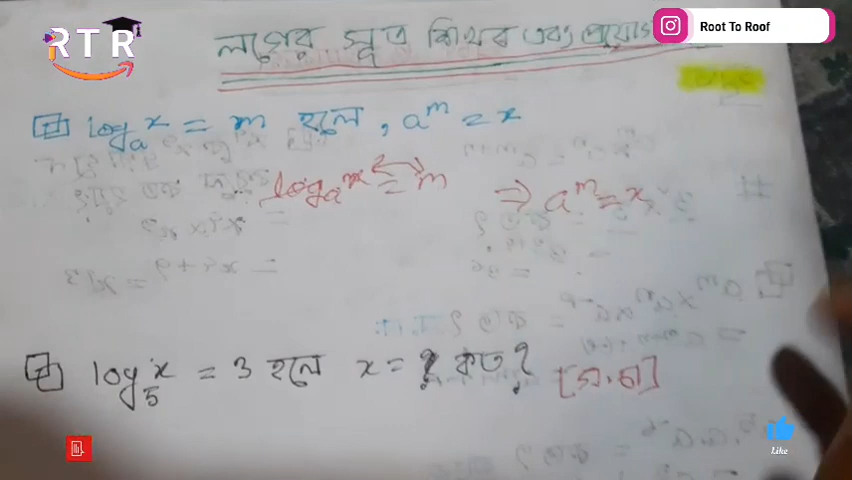 RTR
Root To Roof
লগের সূত্র শিখব এবং প্রয়োগ
log_a x = m হলে, a^m = x
log_a x = m ⇒ a^m = x
log_5 x = 3 হলে x = ? কত?
Like